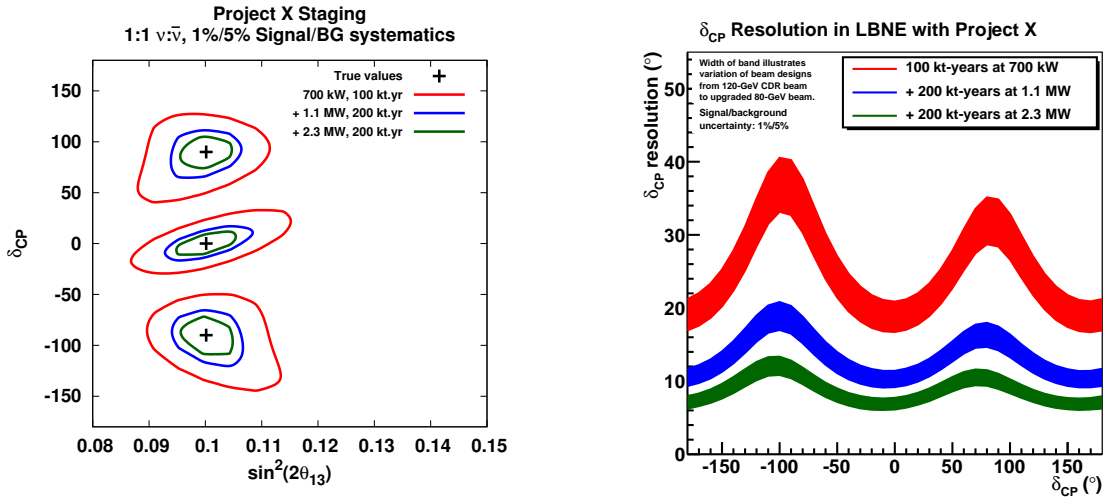 Project X Staging
1:1 ν:ν̅, 1%/5% Signal/BG systematics
True values
700 kW, 100 kt.yr
+ 1.1 MW, 200 kt.yr
+ 2.3 MW, 200 kt.yr
150
100
50
0
-50
-100
-150
δCP
0.08 0.09 0.1 0.11 0.12 0.13 0.14 0.15
sin²(2θ₁₃)
δCP Resolution in LBNE with Project X
Width of band illustrates
variation of beam designs
from 120-GeV CDR beam
to upgraded 80-GeV beam.
Signal/background
uncertainty: 1%/5%
100 kt-years at 700 kW
+ 200 kt-years at 1.1 MW
+ 200 kt-years at 2.3 MW
δCP resolution (°)
50
40
30
20
10
0
-150 -100 -50 0 50 100 150
δCP (°)